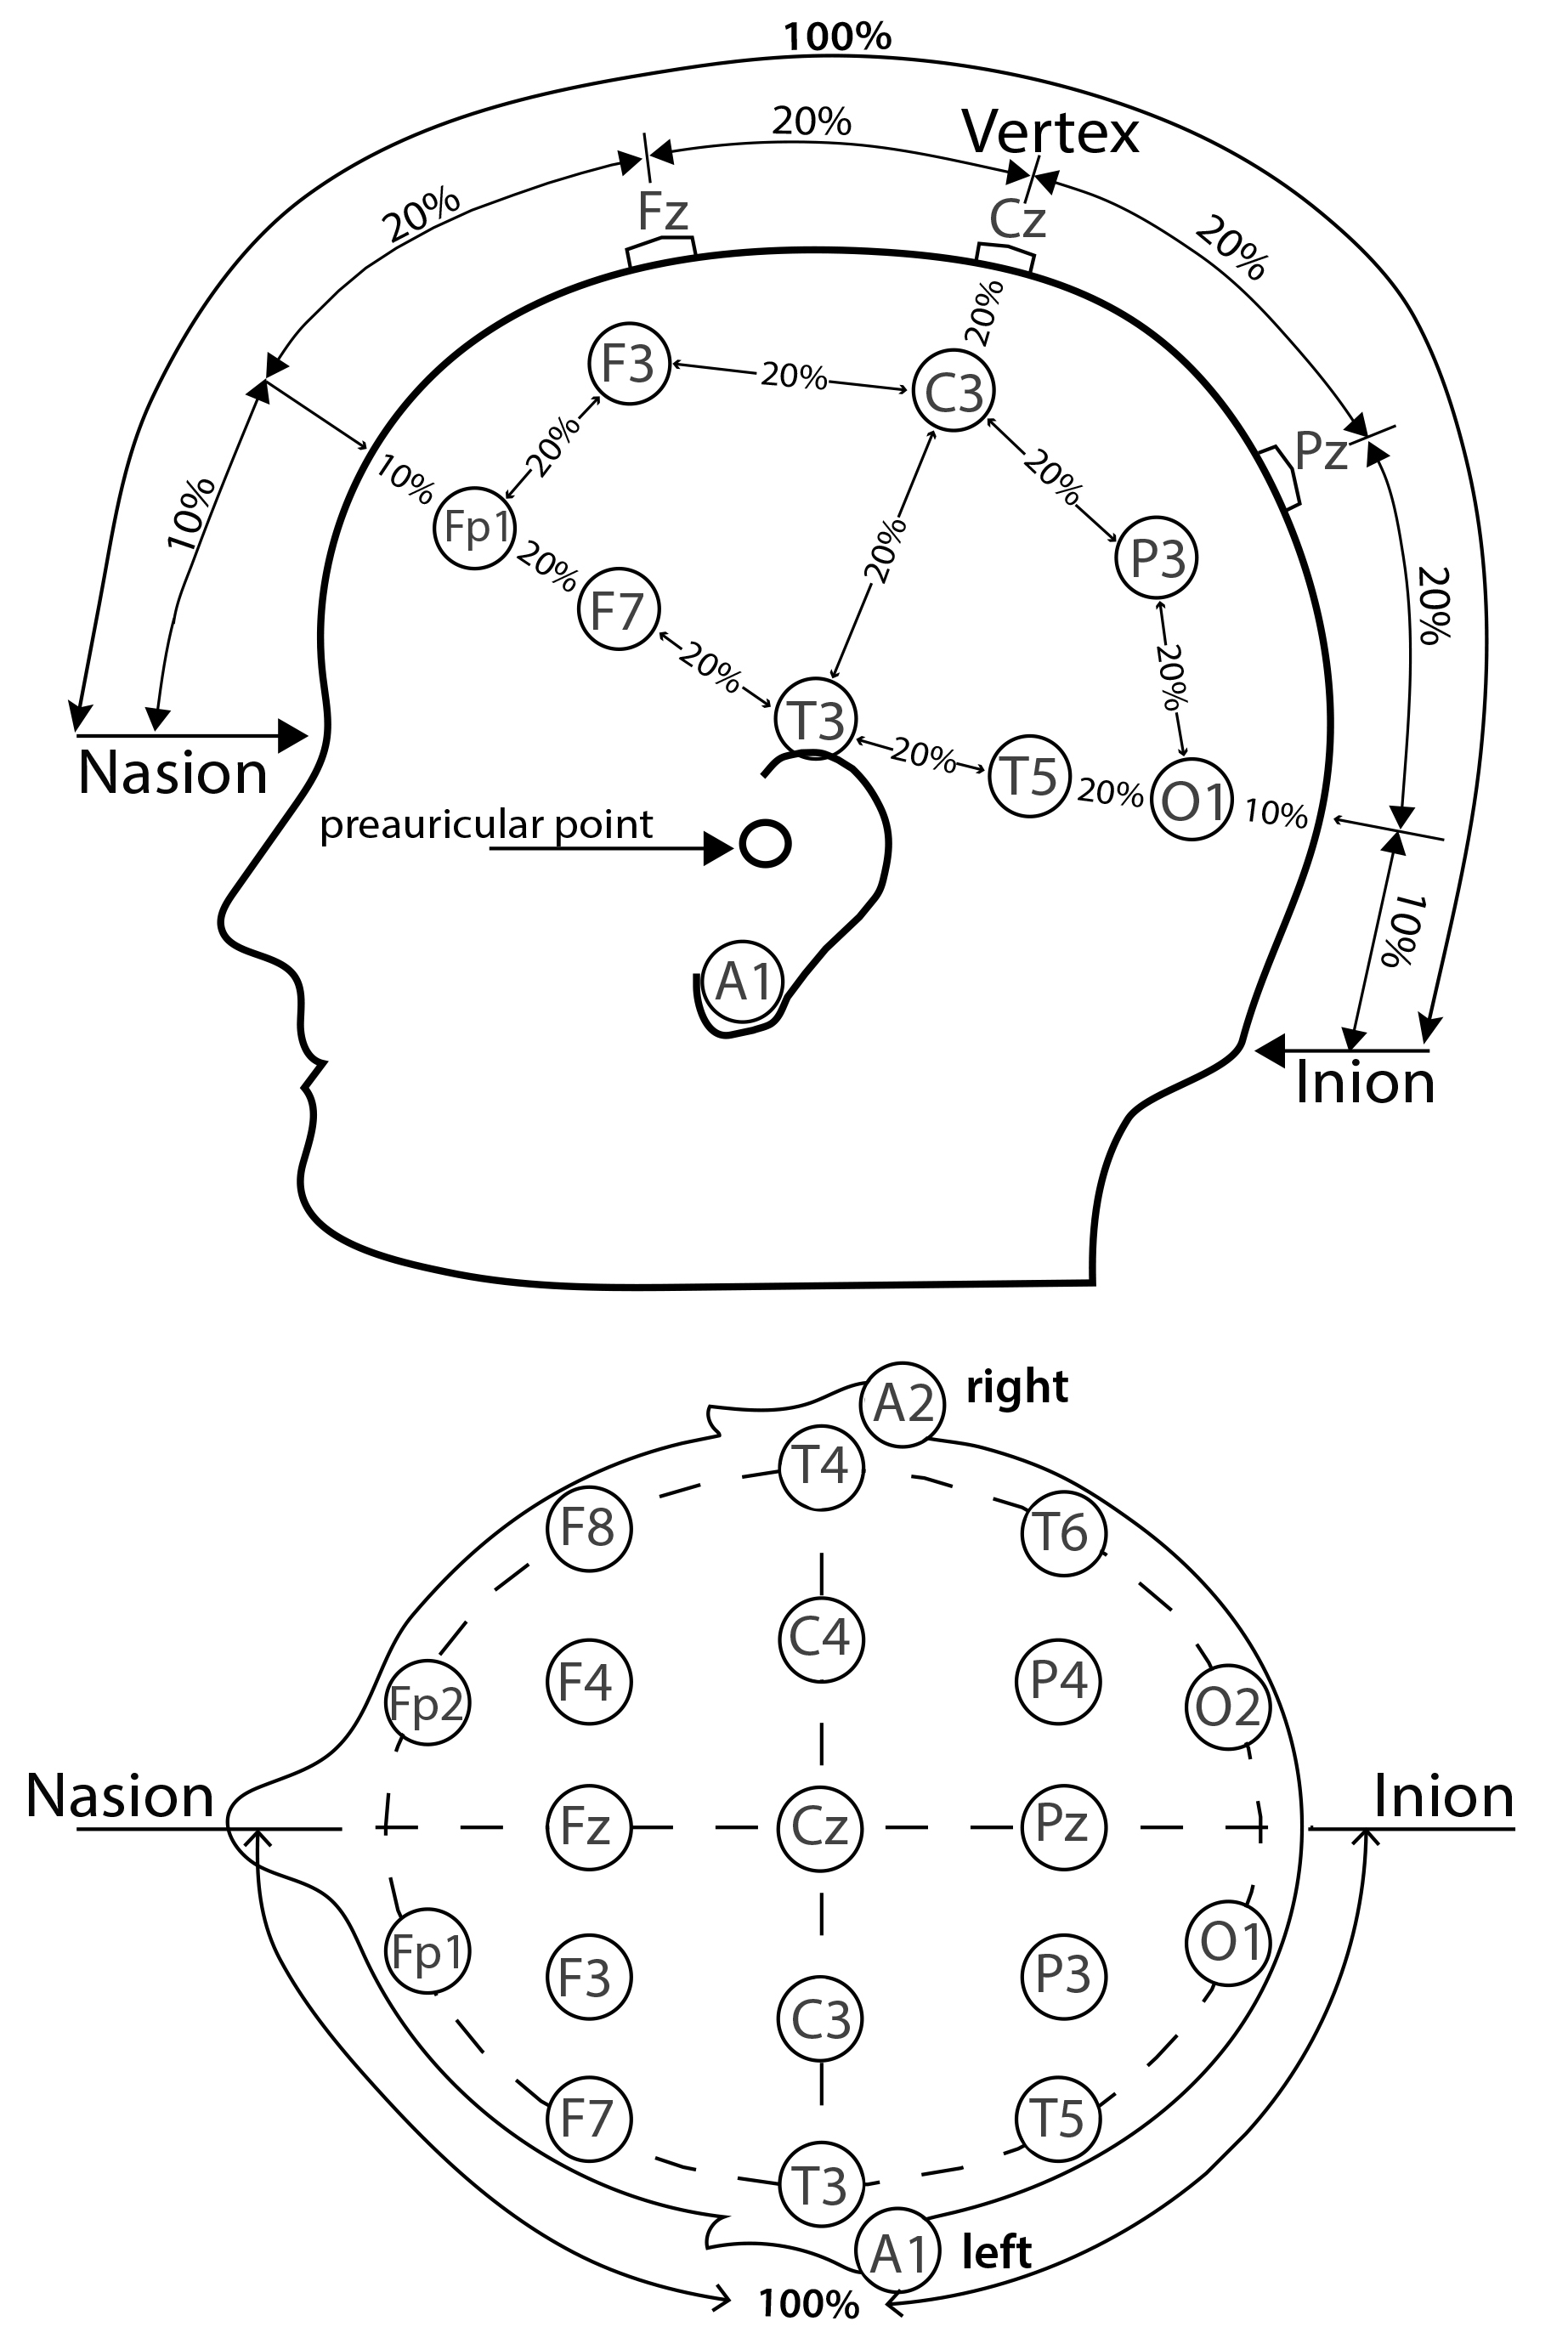 100%
20%
Vertex
20%
Fz
Cz
20%
20%
F3
20%
C3
20%
10%
Pz
10%
Fp1
20%
F7
20%
20%
20%
P3
20%
20%
T3
20%
T5
20%
O1
10%
Nasion
preauricular point
10%
A1
Inion
A2
right
T4
F8
T6
C4
F4
P4
Fp2
O2
Nasion
Inion
Fz
Cz
Pz
Fp1
O1
F3
P3
C3
F7
T5
T3
A1
left
100%